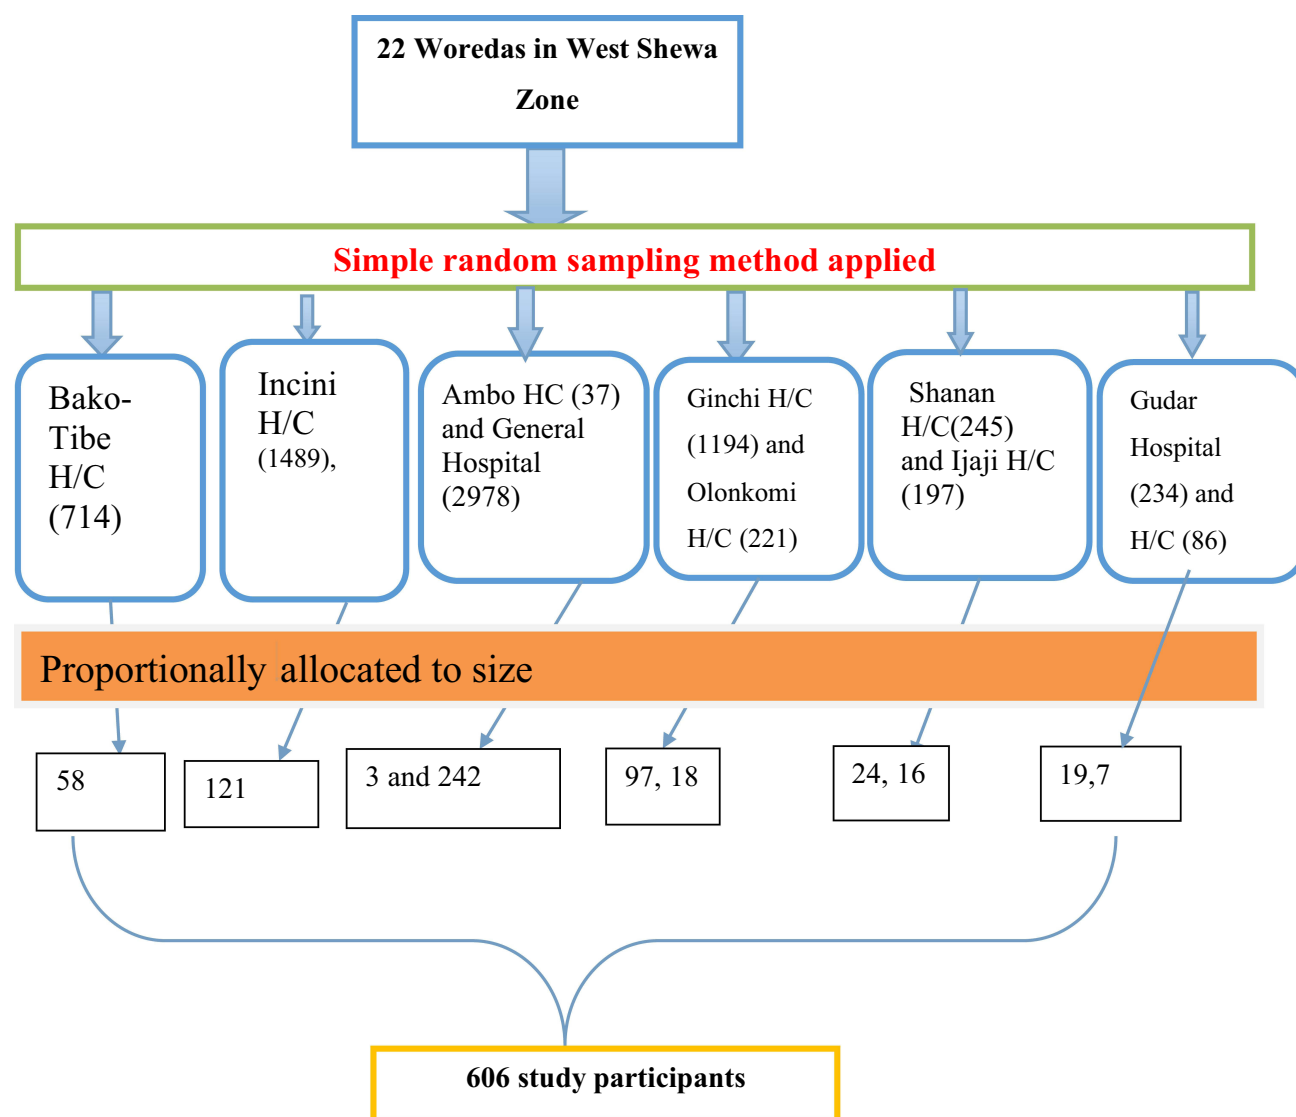 22 Woredas in West Shewa
Zone
Simple random sampling method applied
Bako-
Tibe
H/C
(714)
Incini
H/C
(1489),
Ambo HC (37)
and General
Hospital
(2978)
Ginchi H/C
(1194) and
Olonkomi
H/C (221)
Shanan
H/C(245)
and Ijaji H/C
(197)
Gudar
Hospital
(234) and
H/C (86)
Proportionally allocated to size
58
121
3 and 242
97, 18
24, 16
19,7
606 study participants